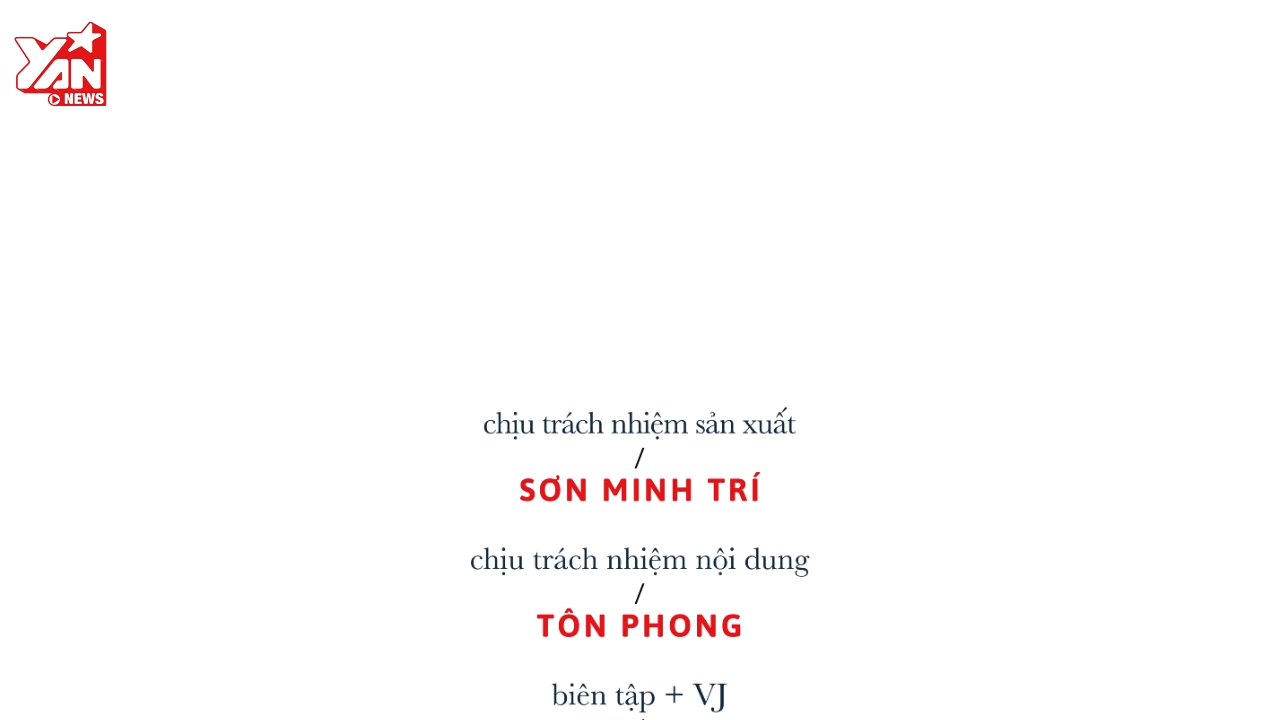 YAN
NEWS
chịu trách nhiệm sản xuất
/
SƠN MINH TRÍ
chịu trách nhiệm nội dung
/
TÔN PHONG
biên tập + VJ